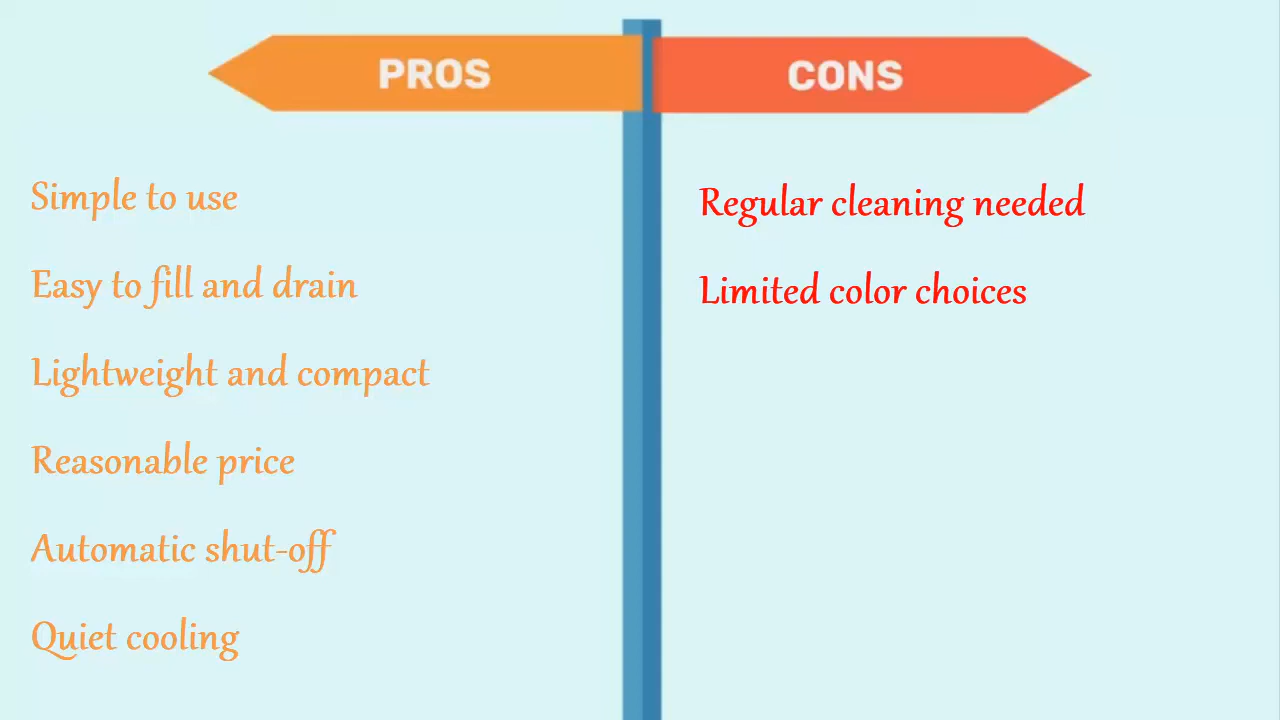 PROS
CONS
Simple to use
Easy to fill and drain
Lightweight and compact
Reasonable price
Automatic shut-off
Quiet cooling
Regular cleaning needed
Limited color choices